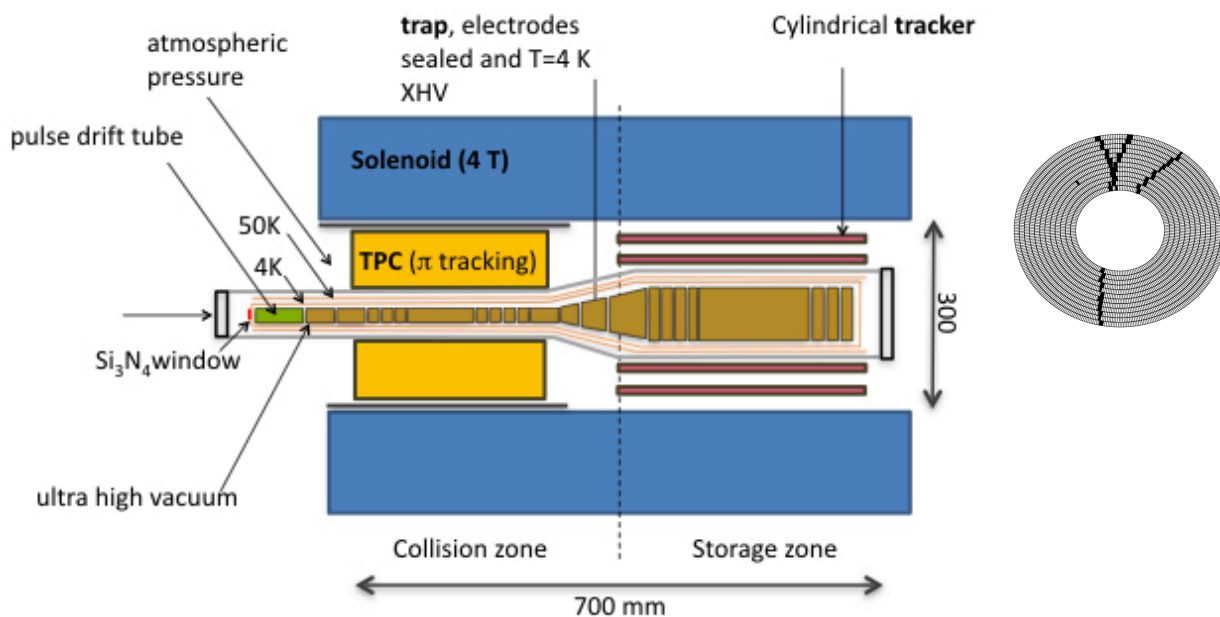 atmospheric
pressure
trap, electrodes
sealed and T=4 K
XHV
Cylindrical tracker
pulse drift tube
Solenoid (4 T)
50K
4K
TPC (π tracking)
300
Si₃N₄window
ultra high vacuum
Collision zone
Storage zone
700 mm